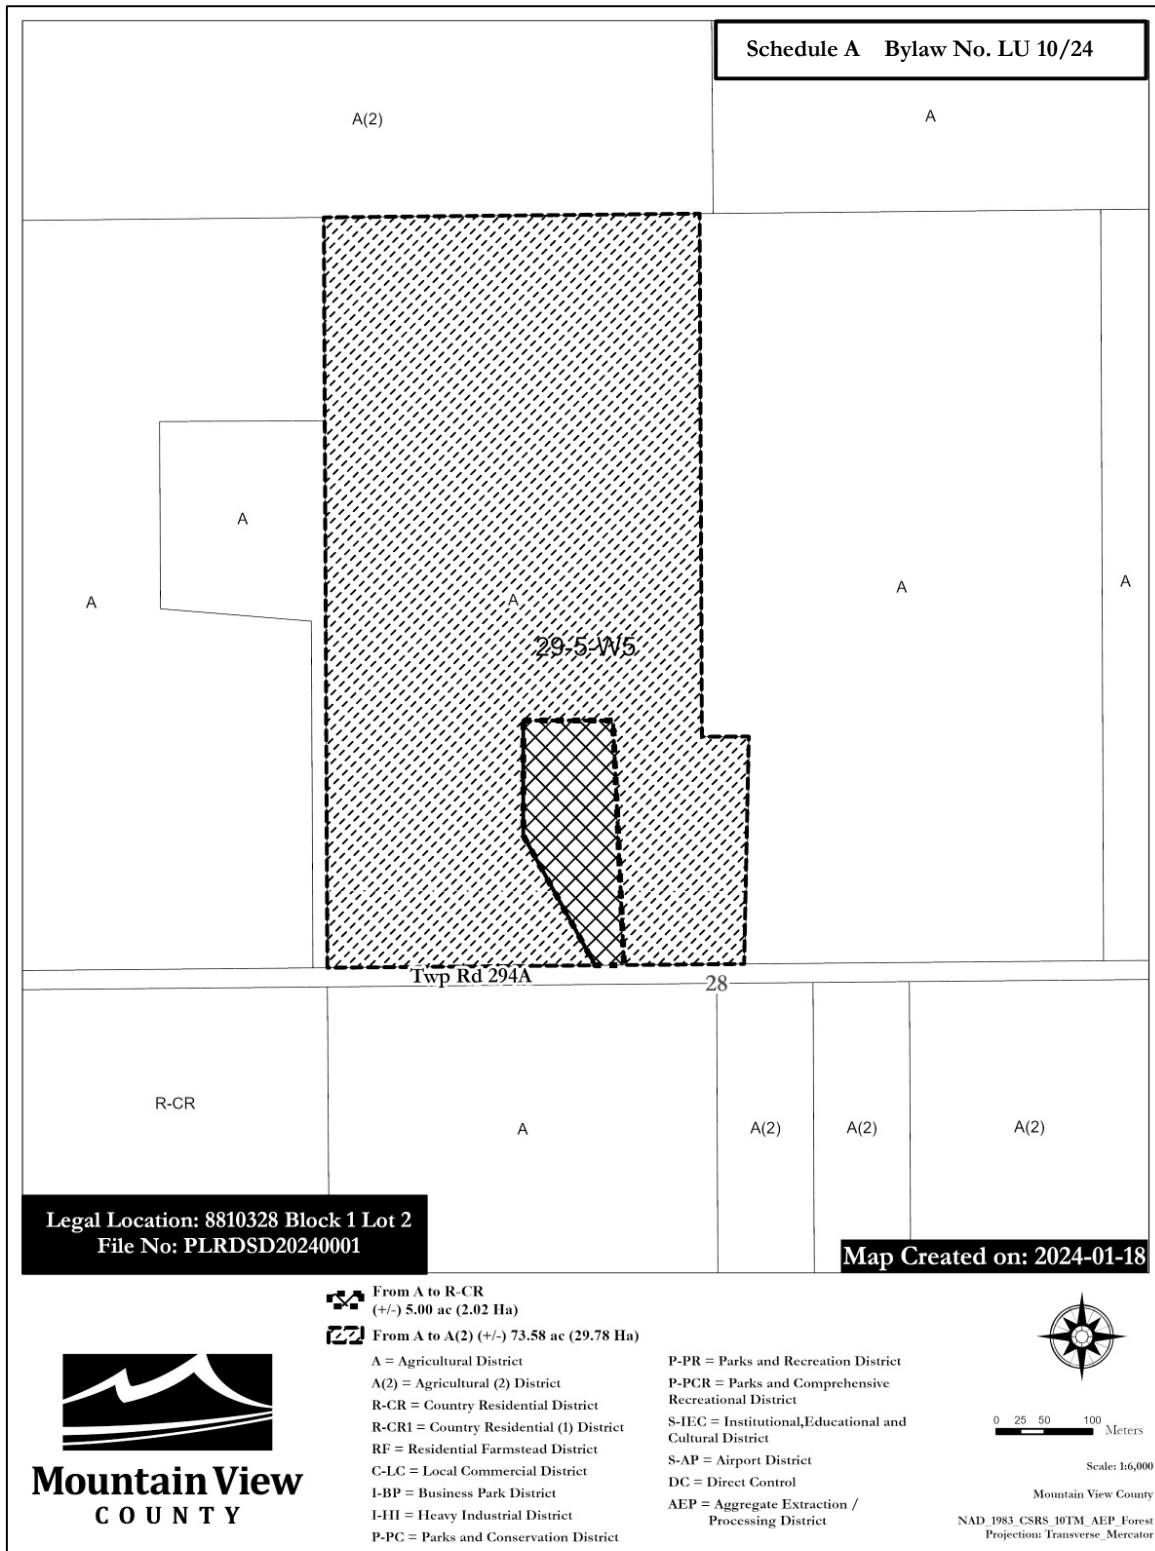 Schedule A Bylaw No. LU 10/24
A(2)
A
A
A
A
A
A
29-5-W5
Twp Rd 294A
28
R-CR
A
A(2)
A(2)
A(2)
Legal Location: 8810328 Block 1 Lot 2
File No: PLRDSD20240001
Map Created on: 2024-01-18
From A to R-CR
(+/-) 5.00 ac (2.02 Ha)
From A to A(2) (+/-) 73.58 ac (29.78 Ha)
A = Agricultural District
A(2) = Agricultural (2) District
R-CR = Country Residential District
R-CR1 = Country Residential (1) District
RF = Residential Farmstead District
C-LC = Local Commercial District
I-BP = Business Park District
I-HI = Heavy Industrial District
P-PC = Parks and Conservation District
P-PR = Parks and Recreation District
P-PCR = Parks and Comprehensive
Recreational District
S-IEC = Institutional,Educational and
Cultural District
S-AP = Airport District
DC = Direct Control
AEP = Aggregate Extraction /
Processing District
Mountain View
COUNTY
0 25 50 100
Meters
Scale: 1:6,000
Mountain View County
NAD_1983_CSRS_10TM_AEP_Forest
Projection: Transverse_Mercator